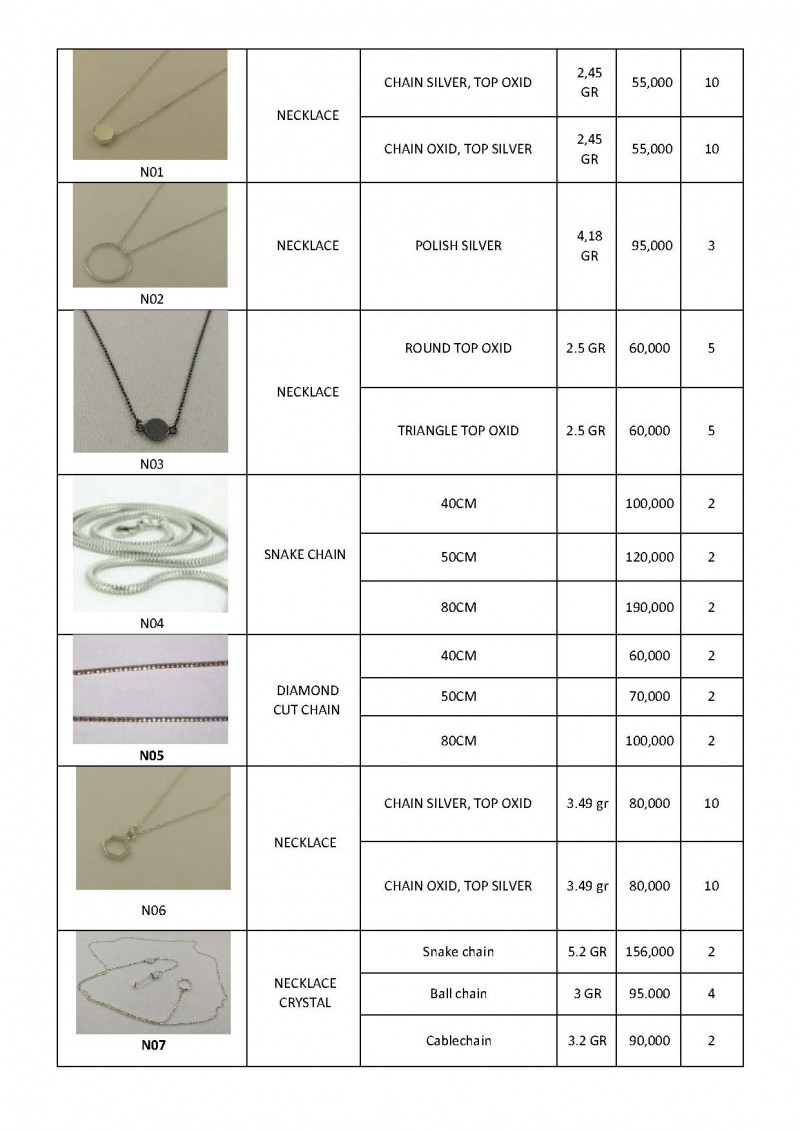 CHAIN SILVER, TOP OXID 2,45 GR 55,000 10
NECKLACE
CHAIN OXID, TOP SILVER 2,45 GR 55,000 10
N01
NECKLACE POLISH SILVER 4,18 GR 95,000 3
N02
ROUND TOP OXID 2.5 GR 60,000 5
NECKLACE
TRIANGLE TOP OXID 2.5 GR 60,000 5
N03
40CM 100,000 2
SNAKE CHAIN 50CM 120,000 2
80CM 190,000 2
N04
40CM 60,000 2
DIAMOND CUT CHAIN 50CM 70,000 2
80CM 100,000 2
N05
CHAIN SILVER, TOP OXID 3.49 gr 80,000 10
NECKLACE
CHAIN OXID, TOP SILVER 3.49 gr 80,000 10
N06
Snake chain 5.2 GR 156,000 2
NECKLACE CRYSTAL Ball chain 3 GR 95.000 4
Cablechain 3.2 GR 90,000 2
N07